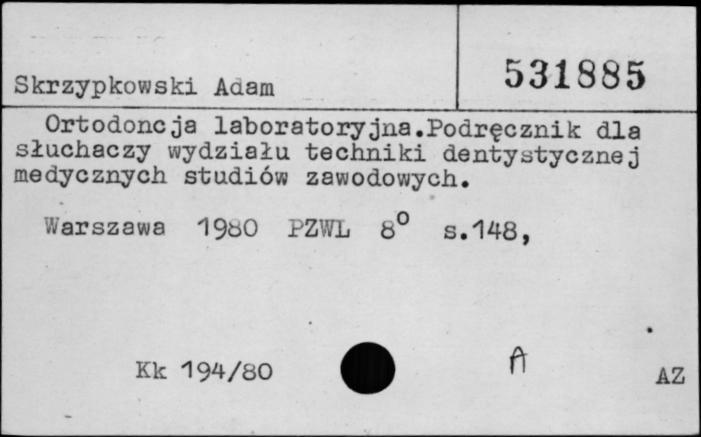 531885
Skrzypkowski Adam
Ortodoncja laboratoryjna.Podręcznik dla
słuchaczy wydziału techniki dentystycznej
medycznych studiów zawodowych.
Warszawa 1980 PZWL 8⁰ s.148,
Kk 194/80
A
AZ